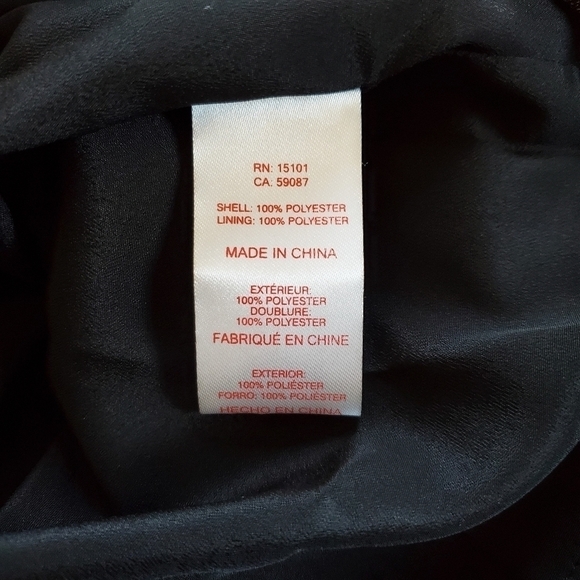 RN: 15101
CA: 59087
SHELL: 100% POLYESTER
LINING: 100% POLYESTER
MADE IN CHINA
EXTÉRIEUR:
100% POLYESTER
DOUBLURE:
100% POLYESTER
FABRIQUÉ EN CHINE
EXTERIOR:
100% POLIÉSTER
FORRO: 100% POLIÉSTER
HECHO EN CHINA